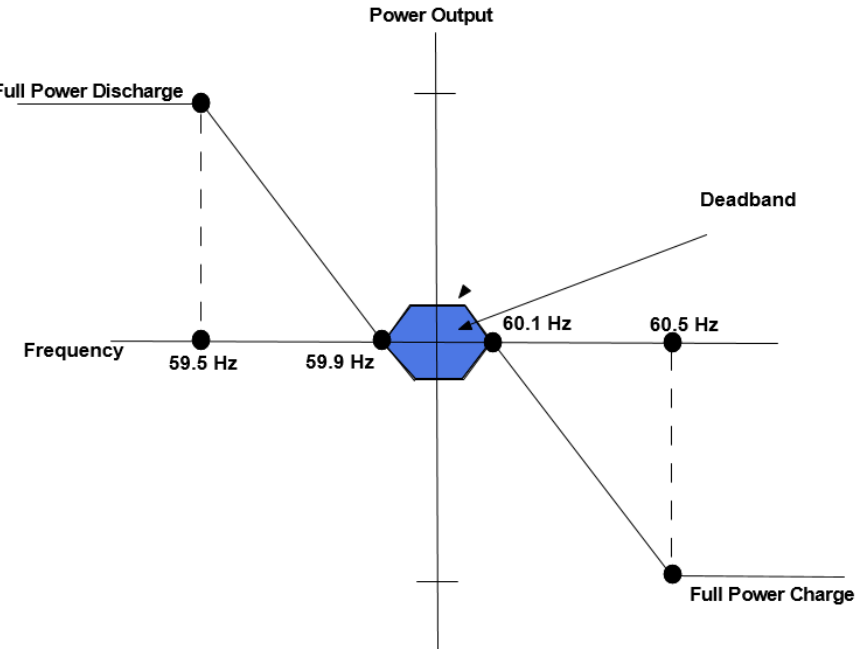 Power Output
Full Power Discharge
Deadband
60.1 Hz
60.5 Hz
Frequency
59.5 Hz
59.9 Hz
Full Power Charge